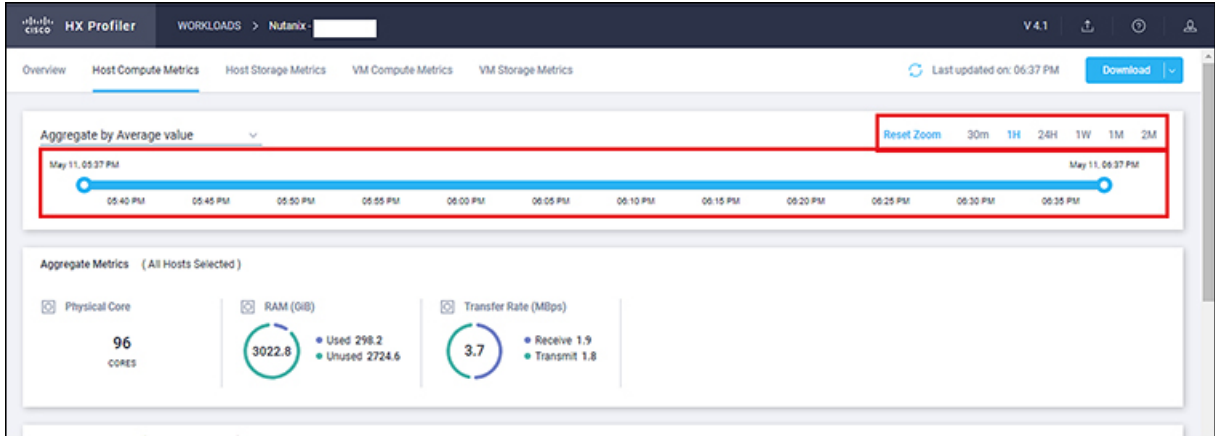 cisco HX Profiler WORKLOADS > Nutanix - V 4.1
Overview Host Compute Metrics Host Storage Metrics VM Compute Metrics VM Storage Metrics Last updated on: 06:37 PM Download
Aggregate by Average value Reset Zoom 30m 1H 24H 1W 1M 2M
May 11, 05:37 PM May 11, 06:37 PM
05:40 PM 05:45 PM 05:50 PM 05:55 PM 06:00 PM 06:05 PM 06:10 PM 06:15 PM 06:20 PM 06:25 PM 06:30 PM 06:35 PM
Aggregate Metrics ( All Hosts Selected )
Physical Core RAM (GiB) Transfer Rate (MBps)
96 CORES
3022.8 Used 298.2
Unused 2724.6
3.7 Receive 1.9
Transmit 1.8